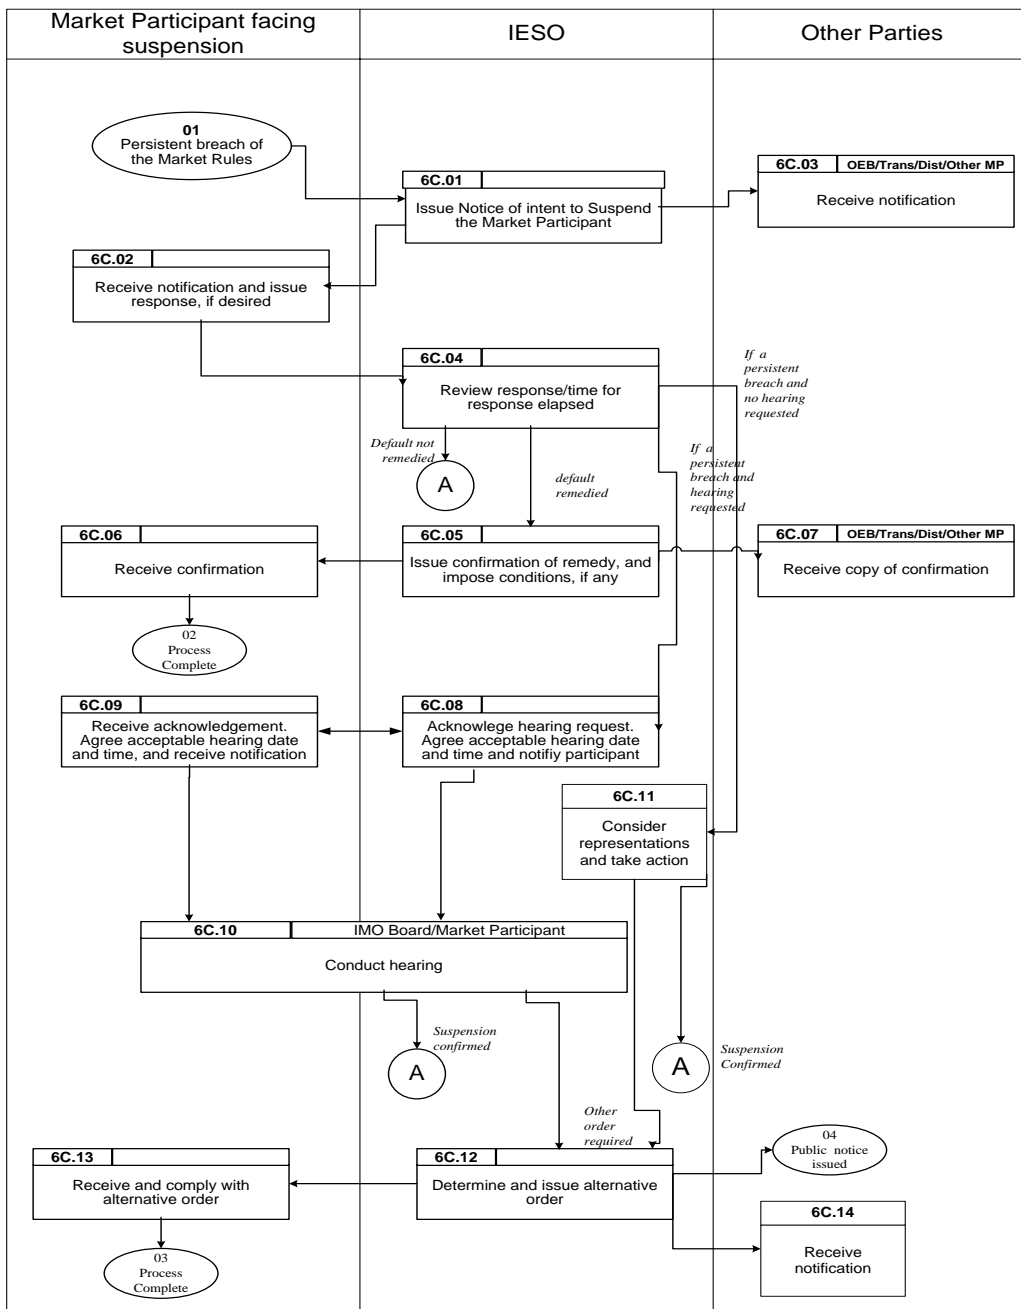 Market Participant facing
suspension
IESO
Other Parties
01
Persistent breach of
the Market Rules
6C.01
Issue Notice of intent to Suspend
the Market Participant
6C.03
OEB/Trans/Dist/Other MP
Receive notification
6C.02
Receive notification and issue
response, if desired
6C.04
Review response/time for
response elapsed
If a
persistent
breach and
no hearing
requested
Default not
remedied
A
default
remedied
If a
persistent
breach and
hearing
requested
6C.06
Receive confirmation
6C.05
Issue confirmation of remedy, and
impose conditions, if any
6C.07
OEB/Trans/Dist/Other MP
Receive copy of confirmation
02
Process
Complete
6C.09
Receive acknowledgement.
Agree acceptable hearing date
and time, and receive notification
6C.08
Acknowlege hearing request.
Agree acceptable hearing date
and time and notifiy participant
6C.11
Consider
representations
and take action
6C.10
IMO Board/Market Participant
Conduct hearing
Suspension
confirmed
A
A
Suspension
Confirmed
Other
order
required
6C.13
Receive and comply with
alternative order
6C.12
Determine and issue alternative
order
04
Public notice
issued
6C.14
Receive
notification
03
Process
Complete